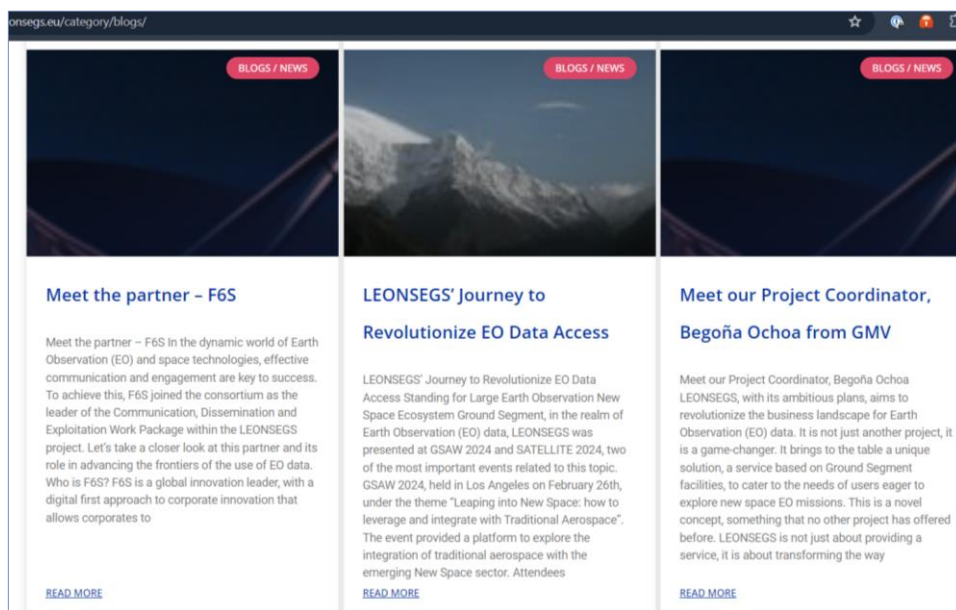 onsegs.eu/category/blogs/
BLOGS / NEWS
Meet the partner – F6S
Meet the partner – F6S In the dynamic world of Earth
Observation (EO) and space technologies, effective
communication and engagement are key to success.
To achieve this, F6S joined the consortium as the
leader of the Communication, Dissemination and
Exploitation Work Package within the LEONSEGS
project. Let's take a closer look at this partner and its
role in advancing the frontiers of the use of EO data.
Who is F6S? F6S is a global innovation leader, with a
digital first approach to corporate innovation that
allows corporates to
READ MORE
BLOGS / NEWS
LEONSEGS' Journey to
Revolutionize EO Data Access
LEONSEGS' Journey to Revolutionize EO Data
Access Standing for Large Earth Observation New
Space Ecosystem Ground Segment, in the realm of
Earth Observation (EO) data, LEONSEGS was
presented at GSAW 2024 and SATELLITE 2024, two
of the most important events related to this topic.
GSAW 2024, held in Los Angeles on February 26th,
under the theme “Leaping into New Space: how to
leverage and integrate with Traditional Aerospace”.
The event provided a platform to explore the
integration of traditional aerospace with the
emerging New Space sector. Attendees
READ MORE
BLOGS / NEWS
Meet our Project Coordinator,
Begoña Ochoa from GMV
Meet our Project Coordinator, Begoña Ochoa
LEONSEGS, with its ambitious plans, aims to
revolutionize the business landscape for Earth
Observation (EO) data. It is not just another project, it
is a game-changer. It brings to the table a unique
solution, a service based on Ground Segment
facilities, to cater to the needs of users eager to
explore new space EO missions. This is a novel
concept, something that no other project has offered
before. LEONSEGS is not just about providing a
service, it is about transforming the way
READ MORE